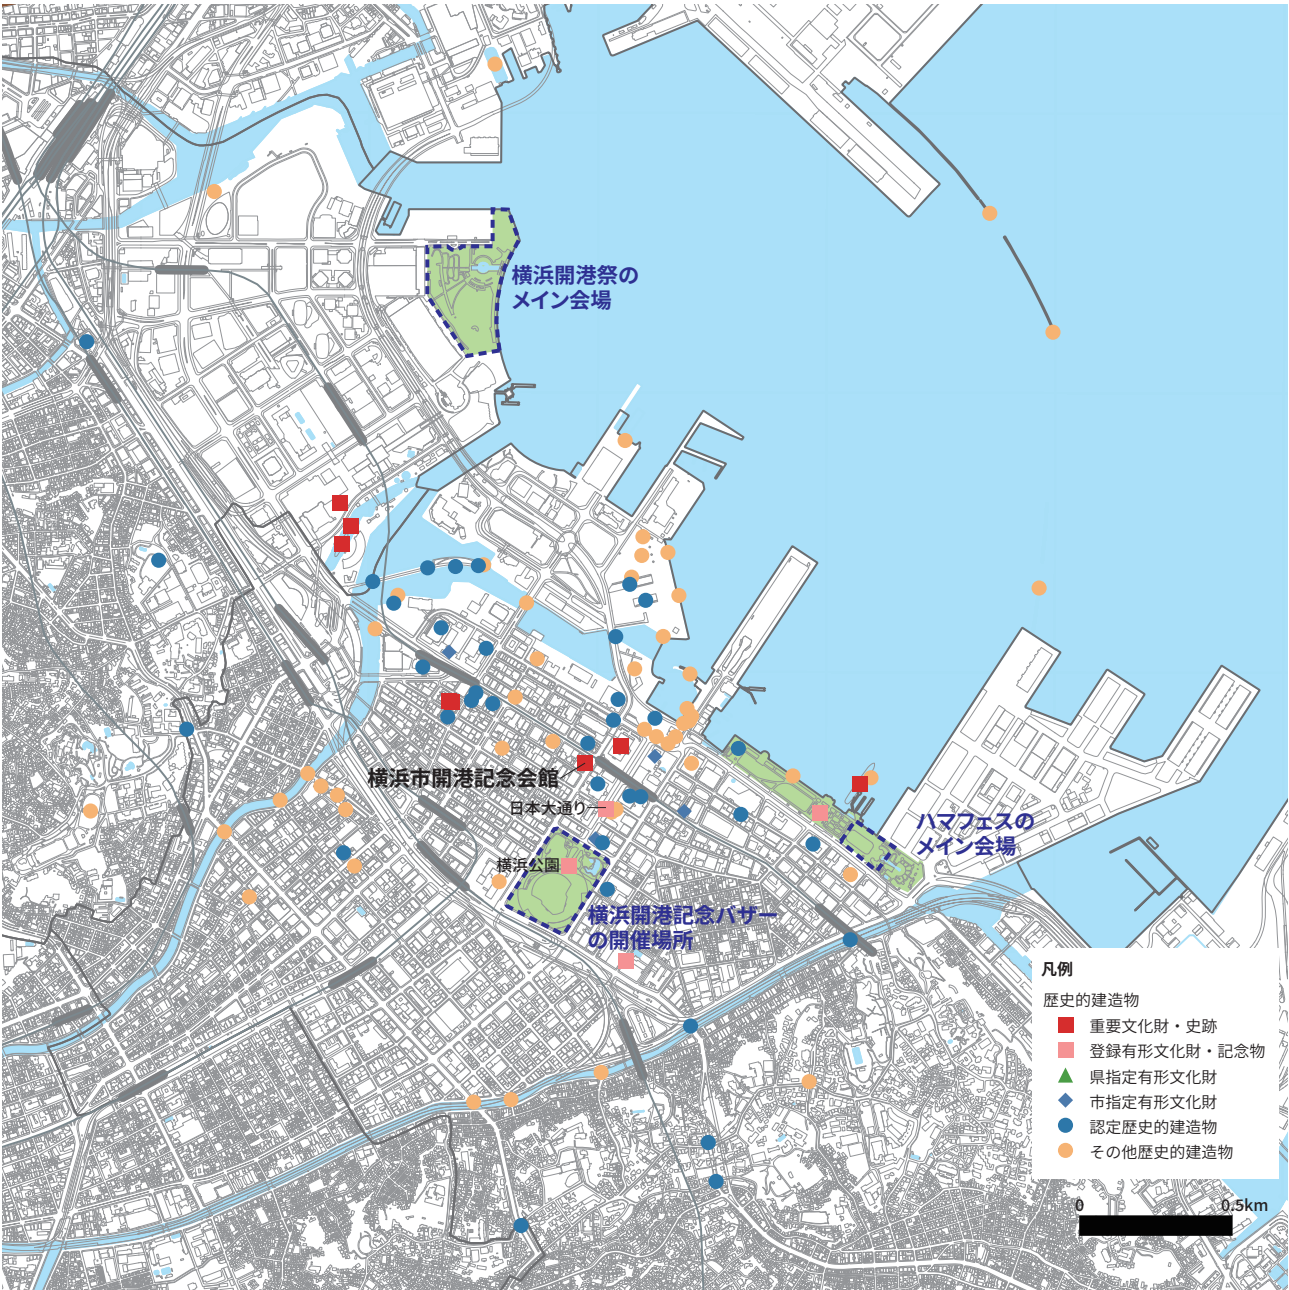 横浜開港祭の
メイン会場
横浜市開港記念会館
日本大通り
横浜公園
ハマフェスの
メイン会場
横浜開港記念バザー
の開催場所
凡例
歴史的建造物
重要文化財・史跡
登録有形文化財・記念物
県指定有形文化財
市指定有形文化財
認定歴史的建造物
その他歴史的建造物
0 0.5km